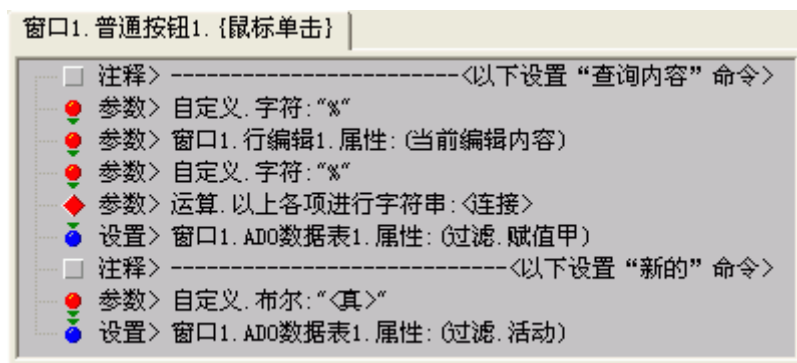 窗口1.普通按钮1.{鼠标单击}
注释> ------------------------<以下设置“查询内容”命令>
参数> 自定义.字符:"%"
参数> 窗口1.行编辑1.属性:(当前编辑内容)
参数> 自定义.字符:"%"
参数> 运算.以上各项进行字符串:<连接>
设置> 窗口1.ADO数据表1.属性:(过滤.赋值甲)
注释> ----------------------------<以下设置“新的”命令>
参数> 自定义.布尔:"<真>"
设置> 窗口1.ADO数据表1.属性:(过滤.活动)